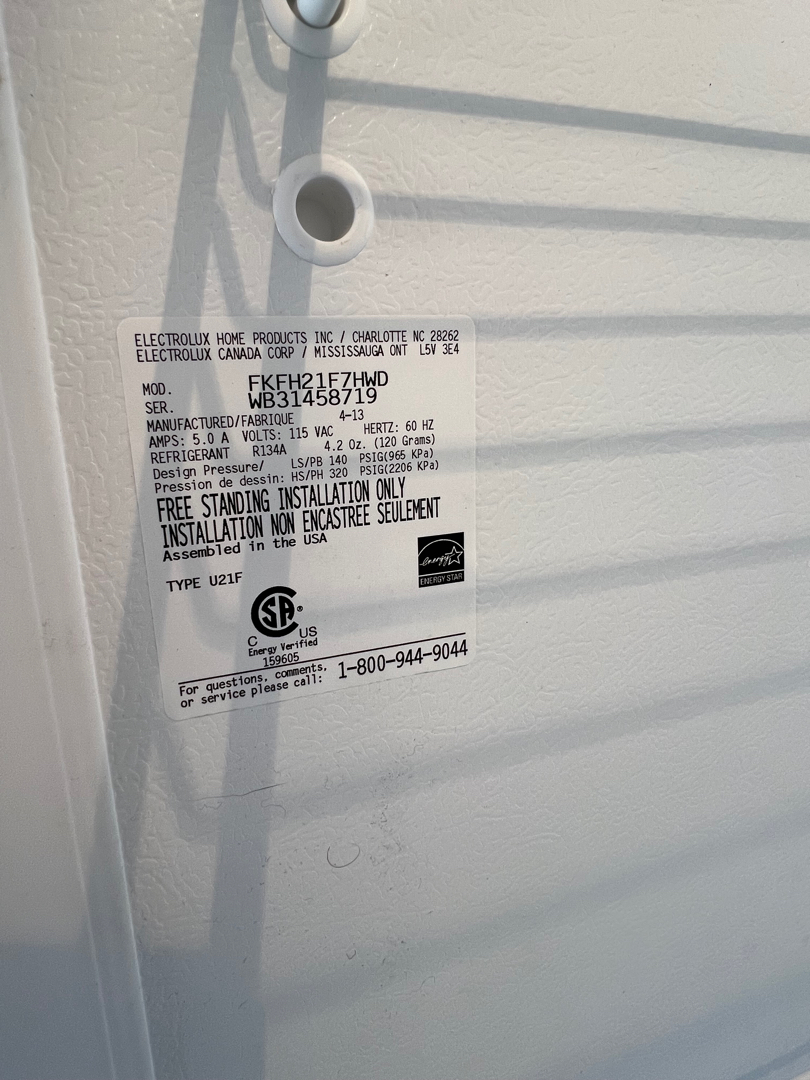 ELECTROLUX HOME PRODUCTS INC / CHARLOTTE NC 28262
ELECTROLUX CANADA CORP / MISSISSAUGA ONT L5V 3E4
MOD. FKFH21F7HWD
SER. WB31458719
MANUFACTURED/FABRIQUE 4-13
AMPS: 5.0 A VOLTS: 115 VAC HERTZ: 60 HZ
REFRIGERANT R134A 4.2 Oz. (120 Grams)
Design Pressure/ LS/PB 140 PSIG(965 KPa)
Pression de dessin: HS/PH 320 PSIG(2206 KPa)
FREE STANDING INSTALLATION ONLY
INSTALLATION NON ENCASTREE SEULEMENT
Assembled in the USA
energy
ENERGY STAR
TYPE U21F
CSA ®
C US
Energy Verified
159605
For questions, comments,
or service please call: 1-800-944-9044